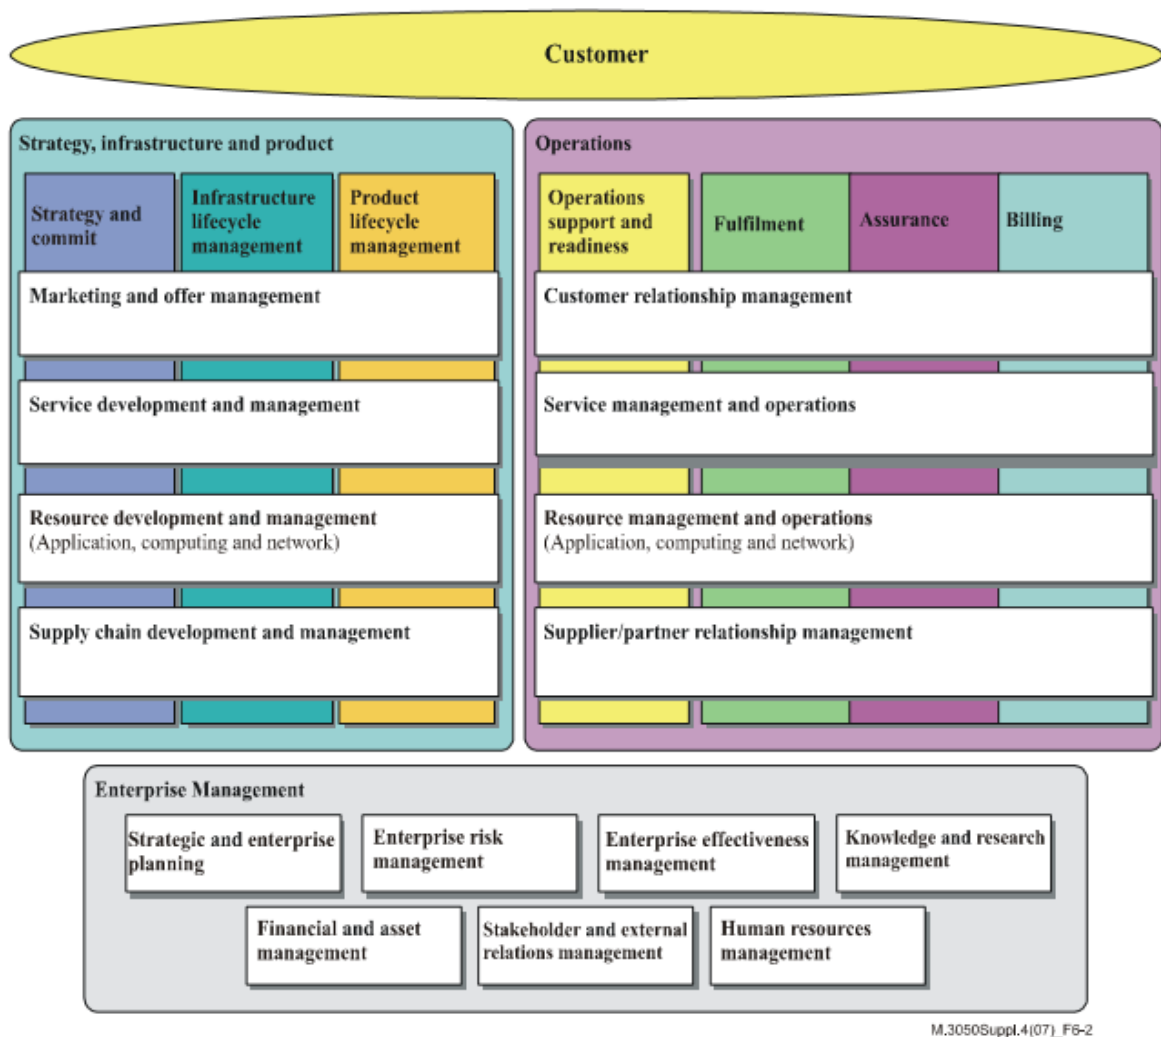 Customer
Strategy, infrastructure and product
Strategy and
commit
Infrastructure
lifecycle
management
Product
lifecycle
management
Marketing and offer management
Service development and management
Resource development and management
(Application, computing and network)
Supply chain development and management
Operations
Operations
support and
readiness
Fulfilment
Assurance
Billing
Customer relationship management
Service management and operations
Resource management and operations
(Application, computing and network)
Supplier/partner relationship management
Enterprise Management
Strategic and enterprise
planning
Enterprise risk
management
Enterprise effectiveness
management
Knowledge and research
management
Financial and asset
management
Stakeholder and external
relations management
Human resources
management
M.3050Suppl.4(07)_F6-2